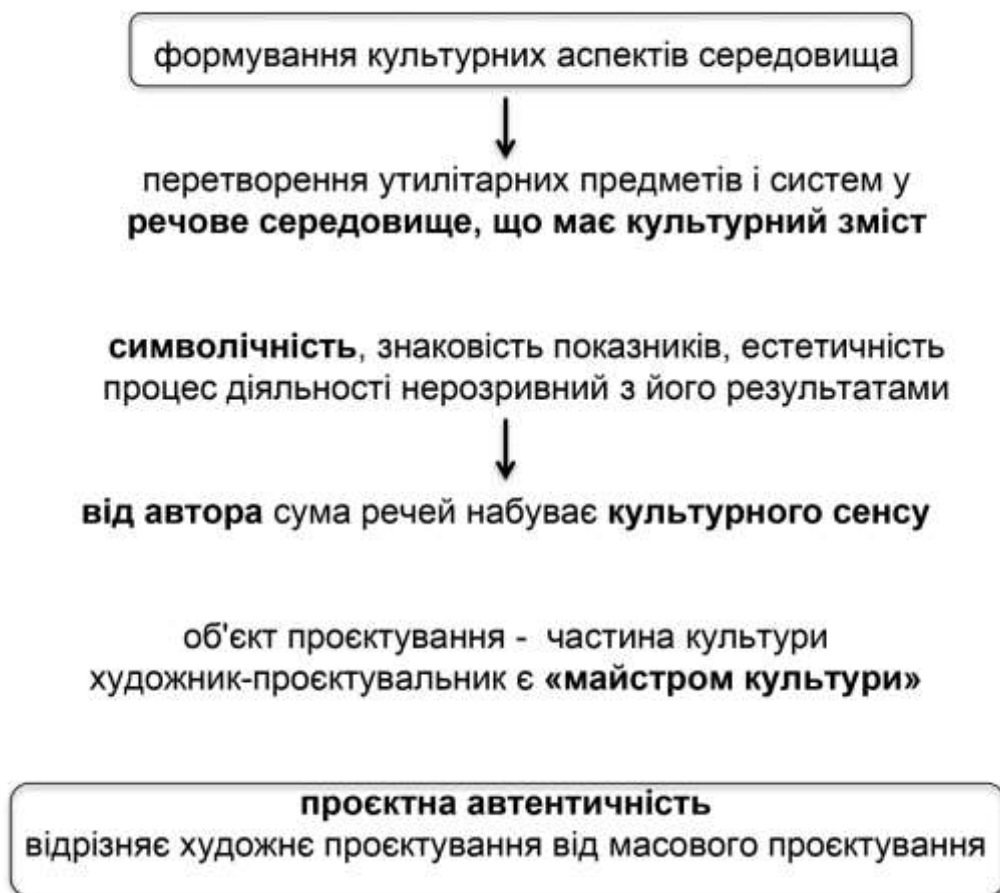 формування культурних аспектів середовища
перетворення утилітарних предметів і систем у
речове середовище, що має культурний зміст
символічність, знаковість показників, естетичність
процес діяльності нерозривний з його результатами
від автора сума речей набуває культурного сенсу
об'єкт проєктування - частина культури
художник-проєктувальник є «майстром культури»
проєктна автентичність
відрізняє художнє проєктування від масового проєктування